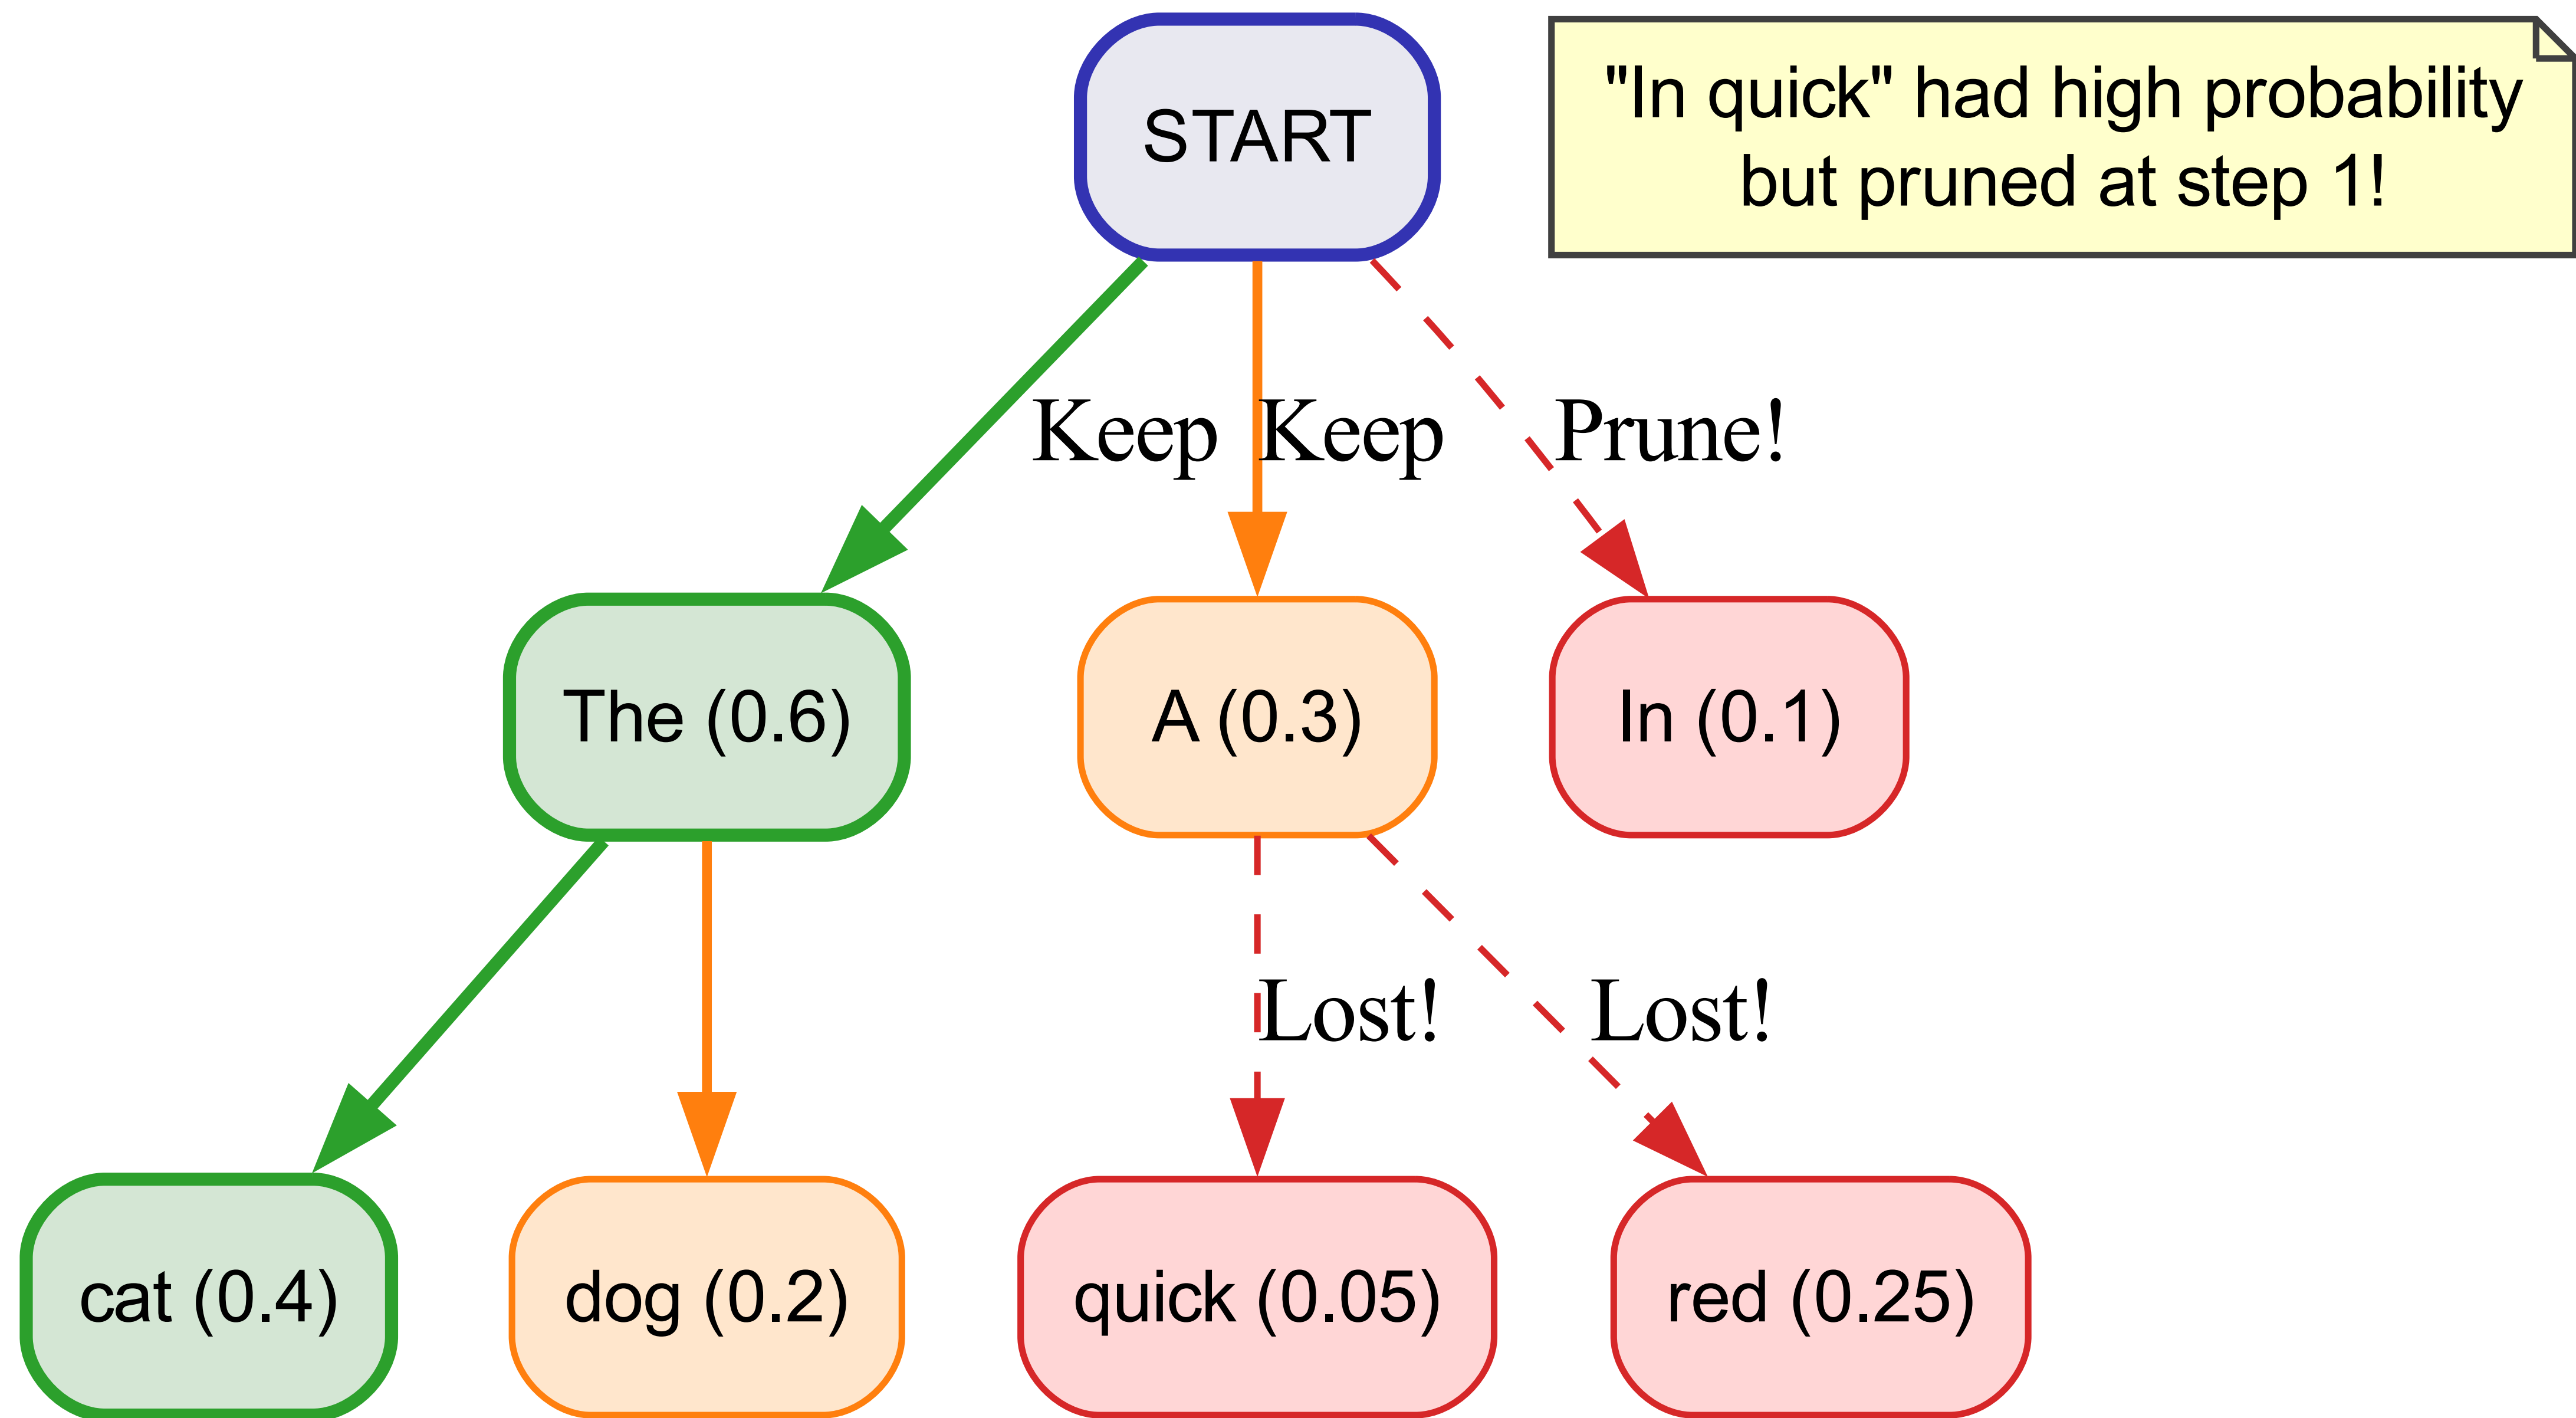 START
"In quick" had high probability
but pruned at step 1!
Keep
Keep
Prune!
The (0.6)
A (0.3)
In (0.1)
Lost!
Lost!
cat (0.4)
dog (0.2)
quick (0.05)
red (0.25)